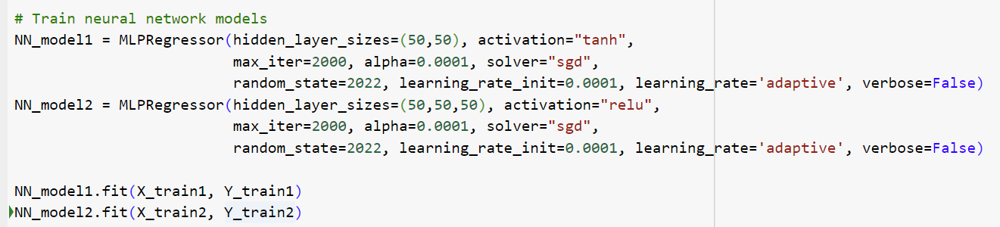 # Train neural network models
NN_model1 = MLPRegressor(hidden_layer_sizes=(50,50), activation="tanh",
                         max_iter=2000, alpha=0.0001, solver="sgd",
                         random_state=2022, learning_rate_init=0.0001, learning_rate='adaptive', verbose=False)
NN_model2 = MLPRegressor(hidden_layer_sizes=(50,50,50), activation="relu",
                         max_iter=2000, alpha=0.0001, solver="sgd",
                         random_state=2022, learning_rate_init=0.0001, learning_rate='adaptive', verbose=False)
NN_model1.fit(X_train1, Y_train1)
NN_model2.fit(X_train2, Y_train2)